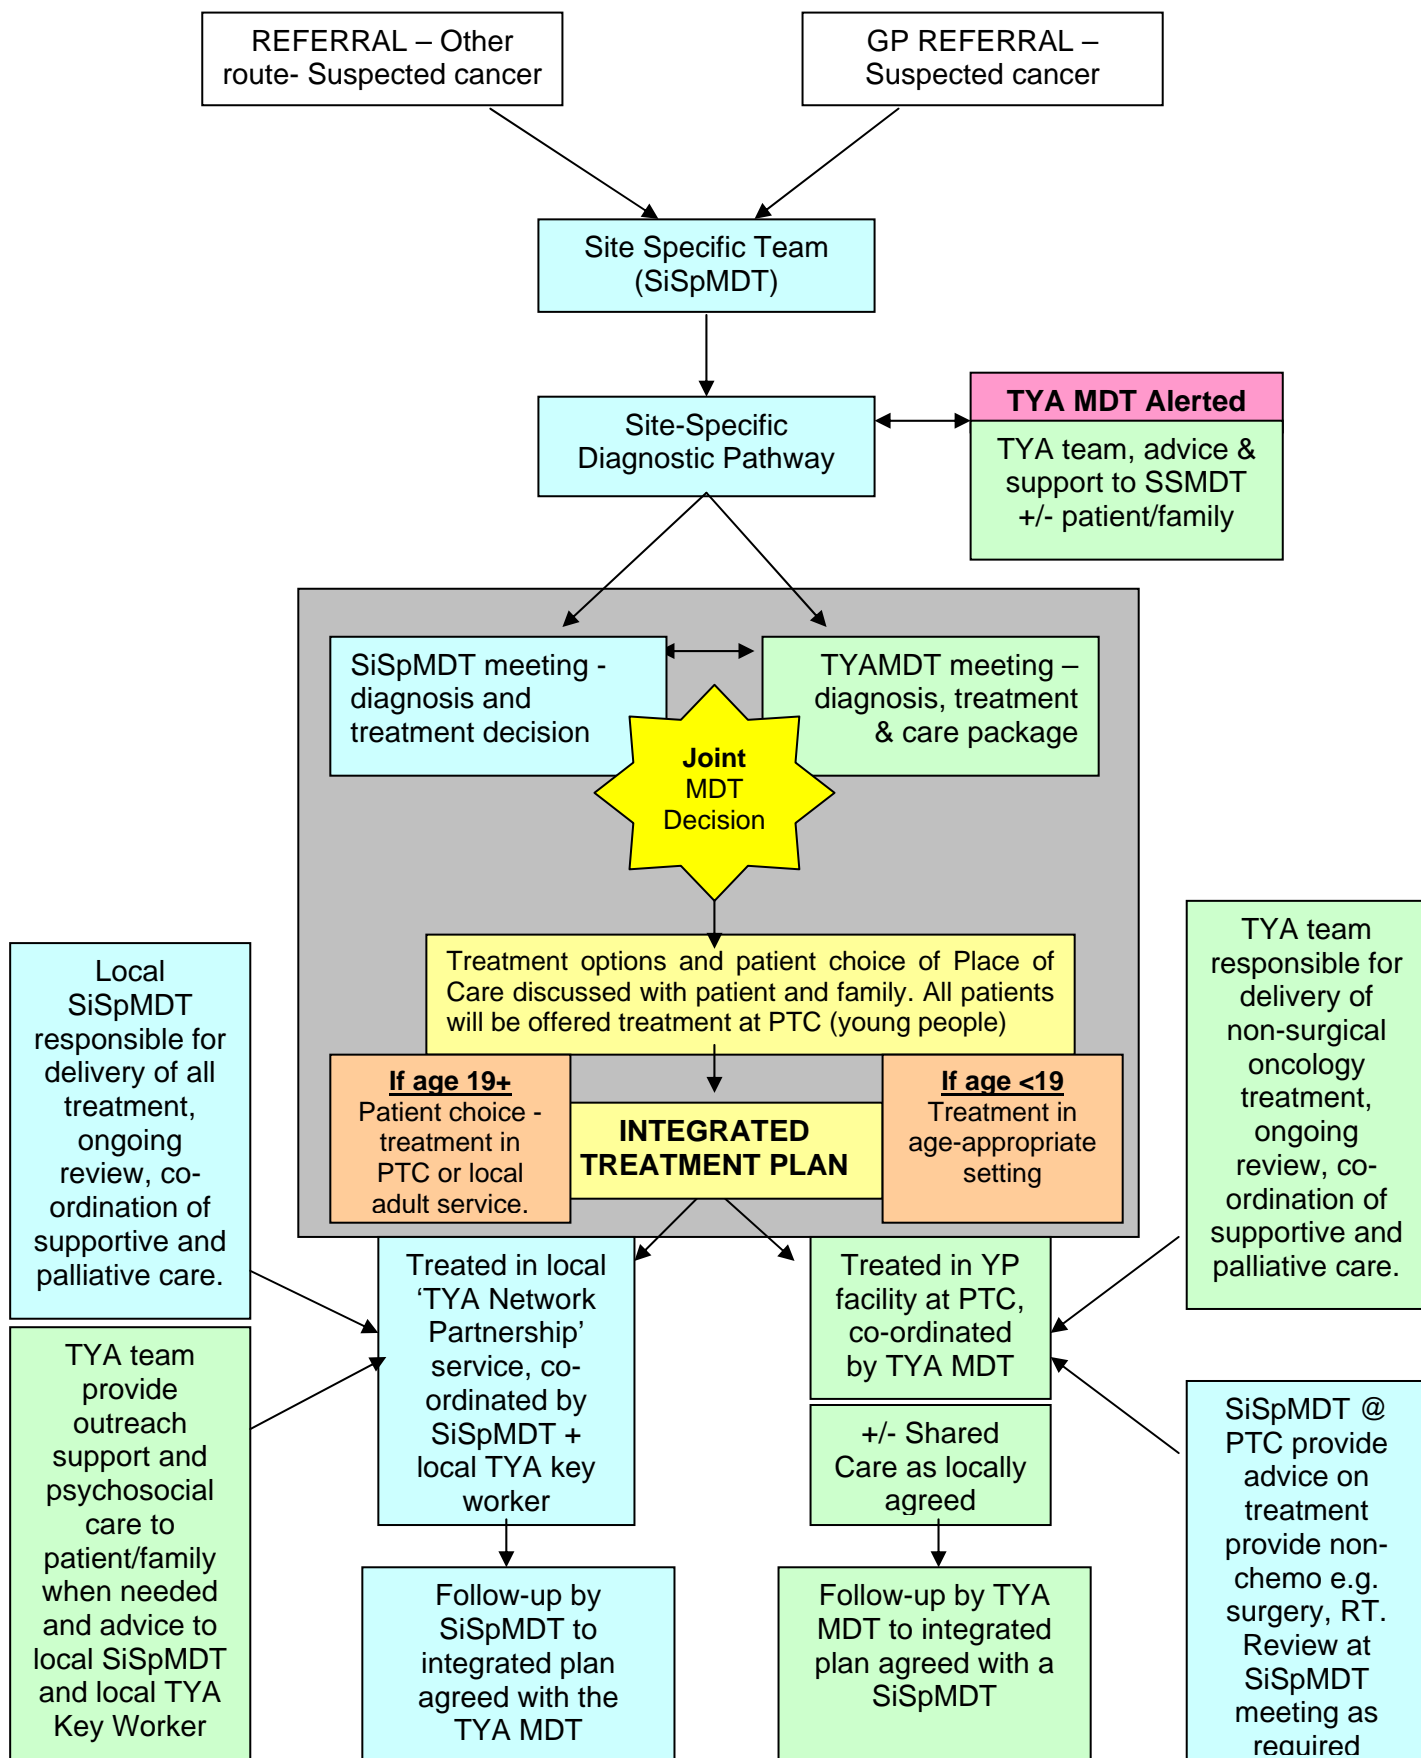 REFERRAL – Other
route- Suspected cancer
GP REFERRAL –
Suspected cancer
Site Specific Team
(SiSpMDT)
Site-Specific
Diagnostic Pathway
TYA MDT Alerted
TYA team, advice &
support to SSMDT
+/- patient/family
SiSpMDT meeting -
diagnosis and
treatment decision
TYAMDT meeting –
diagnosis, treatment
& care package
Joint
MDT
Decision
Treatment options and patient choice of Place of
Care discussed with patient and family. All patients
will be offered treatment at PTC (young people)
If age 19+
Patient choice -
treatment in
PTC or local
adult service.
INTEGRATED
TREATMENT PLAN
If age <19
Treatment in
age-appropriate
setting
Local
SiSpMDT
responsible for
delivery of all
treatment,
ongoing
review, co-
ordination of
supportive and
palliative care.
TYA team
provide
outreach
support and
psychosocial
care to
patient/family
when needed
and advice to
local SiSpMDT
and local TYA
Key Worker
Treated in local
‘TYA Network
Partnership’
service, co-
ordinated by
SiSpMDT +
local TYA key
worker
Treated in YP
facility at PTC,
co-ordinated
by TYA MDT
+/- Shared
Care as locally
agreed
TYA team
responsible for
delivery of
non-surgical
oncology
treatment,
ongoing
review, co-
ordination of
supportive and
palliative care.
SiSpMDT @
PTC provide
advice on
treatment
provide non-
chemo e.g.
surgery, RT.
Review at
SiSpMDT
meeting as
required
Follow-up by
SiSpMDT to
integrated plan
agreed with the
TYA MDT
Follow-up by TYA
MDT to integrated
plan agreed with a
SiSpMDT